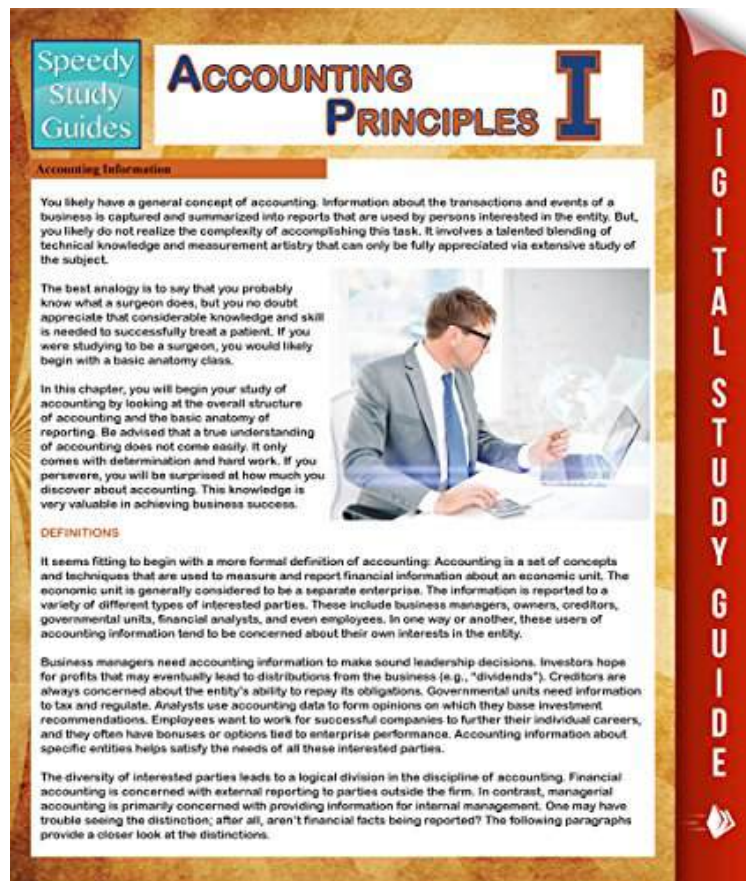 Speedy
Study
Guides
ACCOUNTING
PRINCIPLES I
Accounting Information
You likely have a general concept of accounting. Information about the transactions and events of a
business is captured and summarized into reports that are used by persons interested in the entity. But,
you likely do not realize the complexity of accomplishing this task. It involves a talented blending of
technical knowledge and measurement artistry that can only be fully appreciated via extensive study of
the subject.
The best analogy is to say that you probably
know what a surgeon does, but you no doubt
appreciate that considerable knowledge and skill
is needed to successfully treat a patient. If you
were studying to be a surgeon, you would likely
begin with a basic anatomy class.
In this chapter, you will begin your study of
accounting by looking at the overall structure
of accounting and the basic anatomy of
reporting. Be advised that a true understanding
of accounting does not come easily. It only
comes with determination and hard work. If you
persevere, you will be surprised at how much you
discover about accounting. This knowledge is
very valuable in achieving business success.
DEFINITIONS
It seems fitting to begin with a more formal definition of accounting: Accounting is a set of concepts
and techniques that are used to measure and report financial information about an economic unit. The
economic unit is generally considered to be a separate enterprise. The information is reported to a
variety of different types of interested parties. These include business managers, owners, creditors,
governmental units, financial analysts, and even employees. In one way or another, these users of
accounting information tend to be concerned about their own interests in the entity.
Business managers need accounting information to make sound leadership decisions. Investors hope
for profits that may eventually lead to distributions from the business (e.g., "dividends"). Creditors are
always concerned about the entity's ability to repay its obligations. Governmental units need information
to tax and regulate. Analysts use accounting data to form opinions on which they base investment
recommendations. Employees want to work for successful companies to further their individual careers,
and they often have bonuses or options tied to enterprise performance. Accounting information about
specific entities helps satisfy the needs of all these interested parties.
The diversity of interested parties leads to a logical division in the discipline of accounting. Financial
accounting is concerned with external reporting to parties outside the firm. In contrast, managerial
accounting is primarily concerned with providing information for internal management. One may have
trouble seeing the distinction; after all, aren't financial facts being reported? The following paragraphs
provide a closer look at the distinctions.
DIGITAL STUDY GUIDE